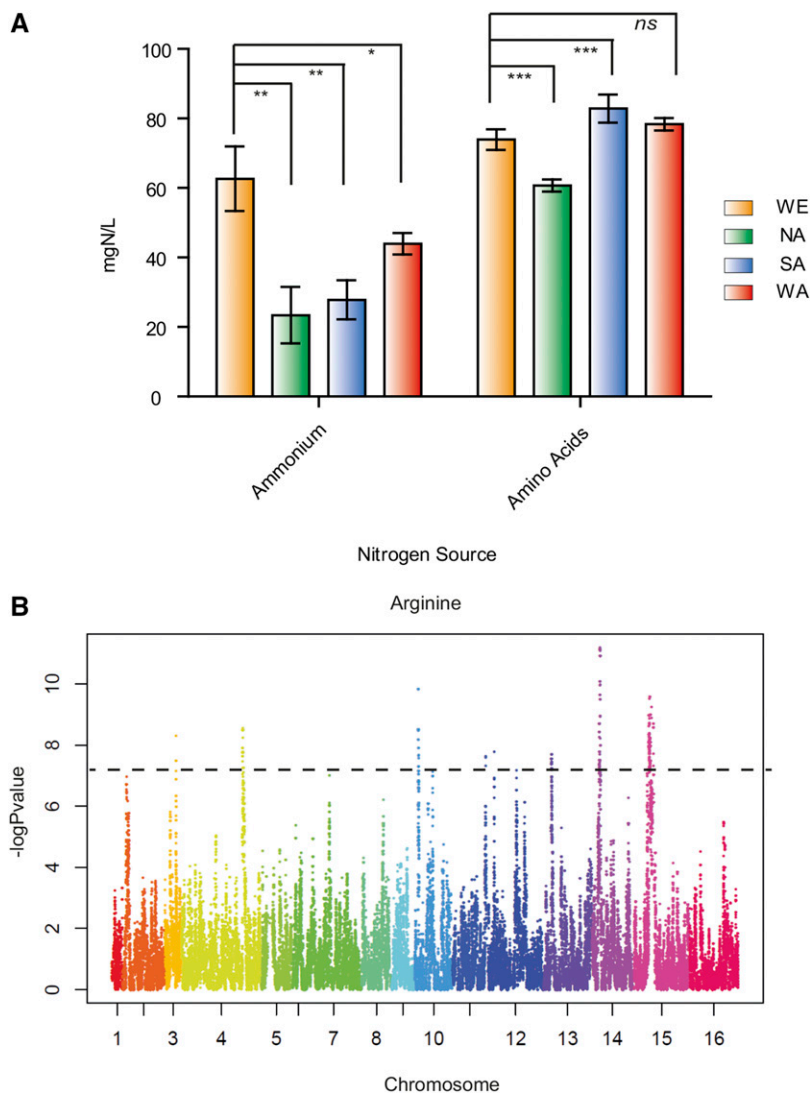 A
*
**
**
ns
***
***
100
80
60
40
20
0
mgN/L
Ammonium
Amino Acids
Nitrogen Source
WE
NA
SA
WA
B
Arginine
10
8
6
4
2
0
-logPvalue
1 3 5 7 8 10 12 13 14 15 16
Chromosome